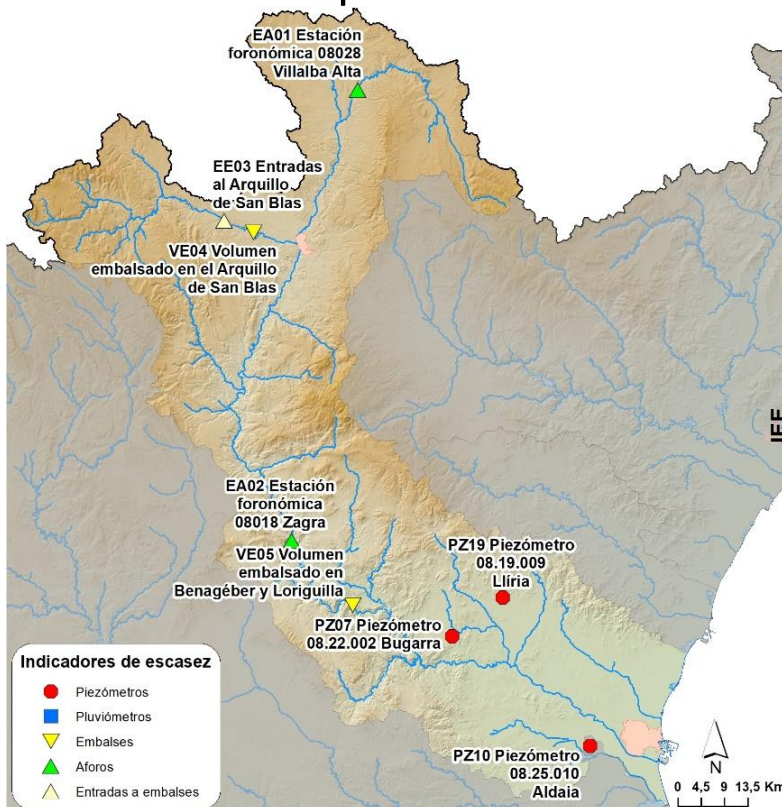 EA01 Estación
foronómica 08028
Villalba Alta
EE03 Entradas
al Arquillo
de San Blas
VE04 Volumen
embalsado en el Arquillo
de San Blas
EA02 Estación
foronómica
08018 Zagra
VE05 Volumen
embalsado en
Benagéber y Loriguilla
PZ19 Piezómetro
08.19.009
Llíria
PZ07 Piezómetro
08.22.002 Bugarra
PZ10 Piezómetro
08.25.010
Aldaia
Indicadores de escasez
Piezómetros
Pluviómetros
Embalses
Aforos
Entradas a embalses
N
0 4,5 9 13,5 Km